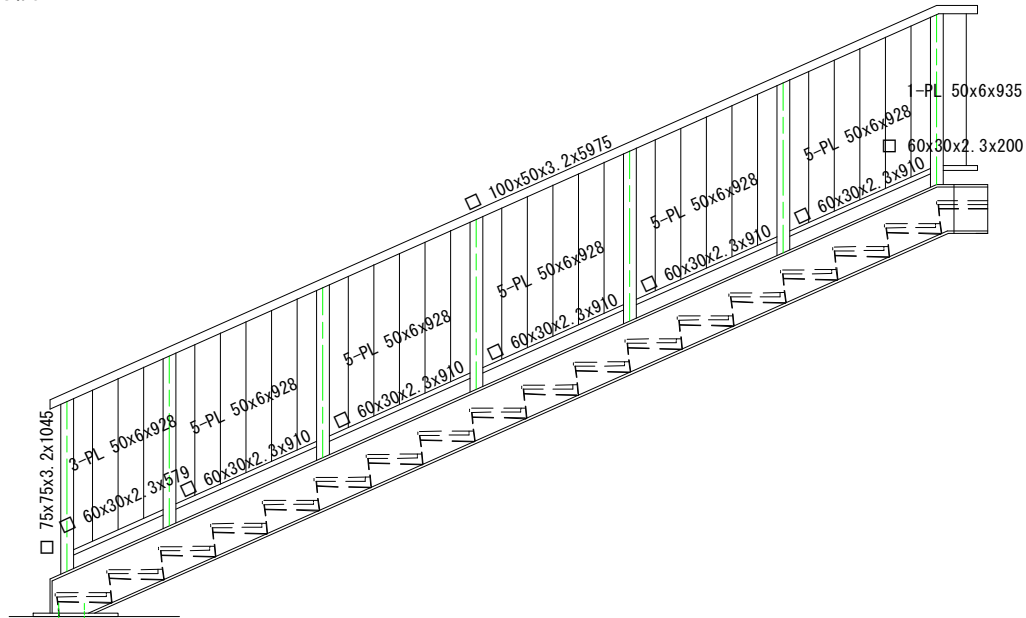 1-PL 50x6x935
□ 60x30x2.3x200
5-PL 50x6x928
□ 60x30x2.3x910
□ 100x50x3.2x5975
5-PL 50x6x928
□ 60x30x2.3x910
5-PL 50x6x928
□ 60x30x2.3x910
5-PL 50x6x928
□ 60x30x2.3x910
5-PL 50x6x928
□ 60x30x2.3x910
3-PL 50x6x928
□ 60x30x2.3x579
□ 75x75x3.2x1045